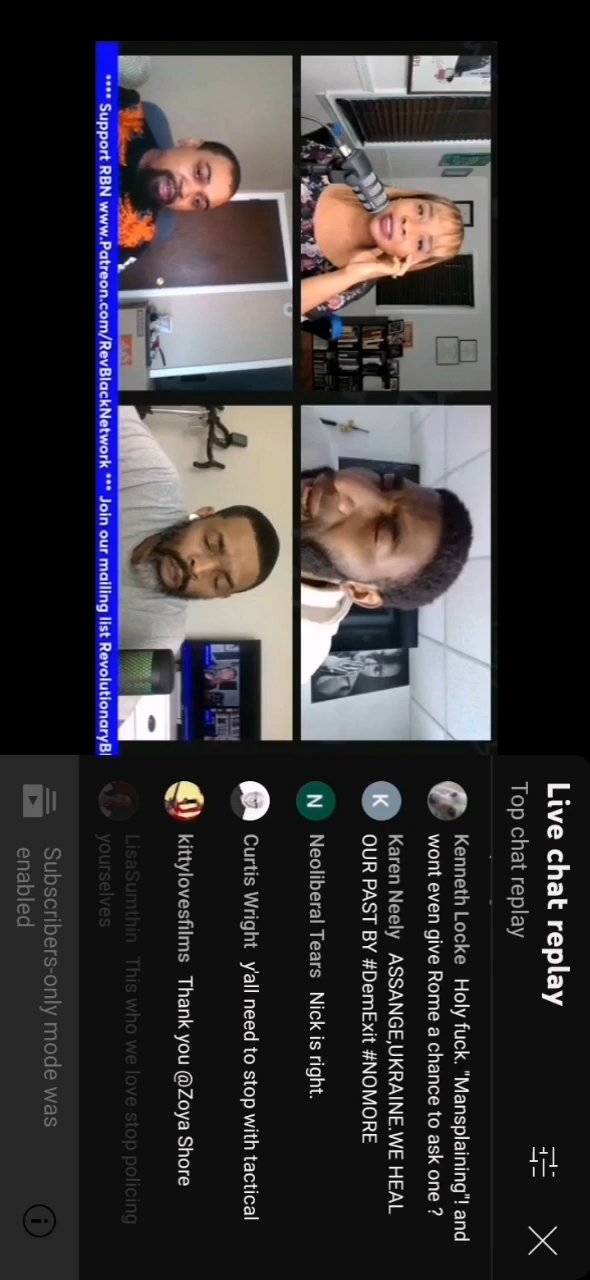 **** Support RBN www.Patreon.com/RevBlackNetwork *** Join our mailing list RevolutionaryBl
Live chat replay
Top chat replay
Kenneth Locke Holy fuck. "Mansplaining"! and
wont even give Rome a chance to ask one ?
Karen Neely ASSANGE,UKRAINE.WE HEAL
OUR PAST BY #DemExit #NOMORE
N Neoliberal Tears Nick is right.
K
Curtis Wright y'all need to stop with tactical
kittylovesfilms Thank you @Zoya Shore
LisaSumthin This who we love stop policing
yourselves
Subscribers-only mode was
enabled